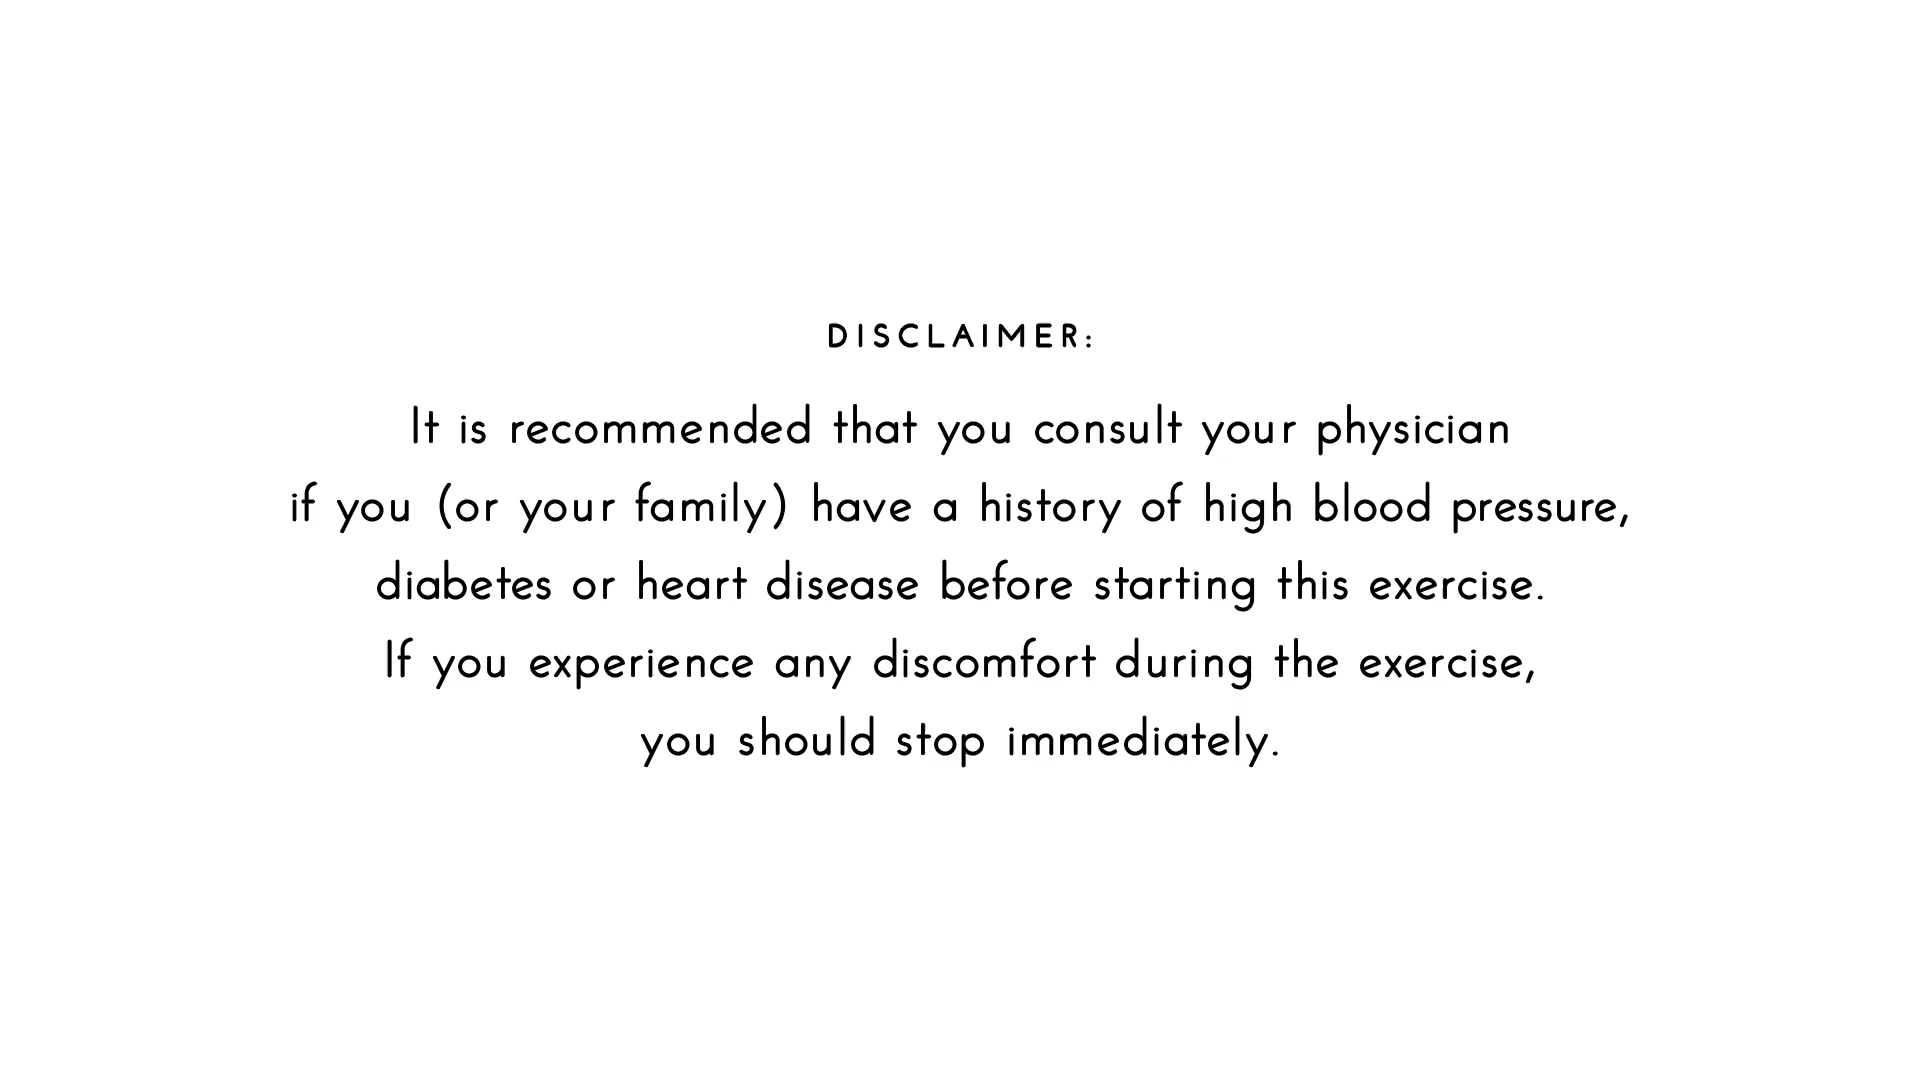 DISCLAIMER:
It is recommended that you consult your physician
if you (or your family) have a history of high blood pressure,
diabetes or heart disease before starting this exercise.
If you experience any discomfort during the exercise,
you should stop immediately.